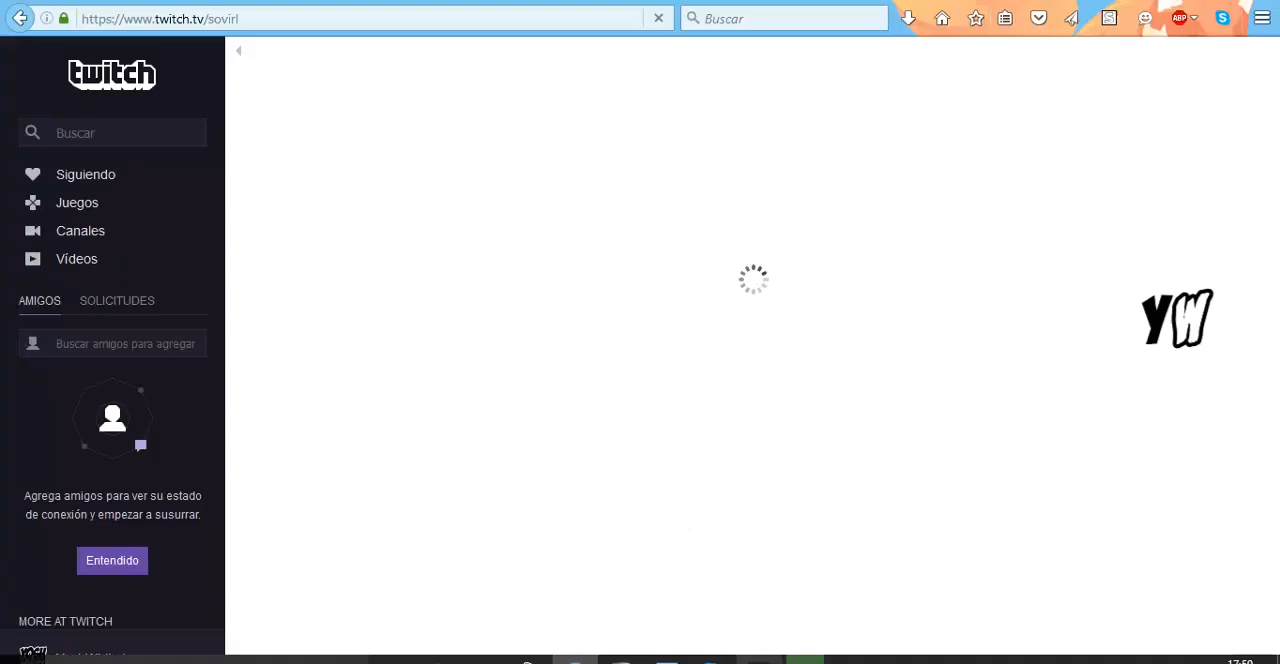 https://www.twitch.tv/sovirl
Buscar
ABP
twitch
Buscar
Siguiendo
Juegos
Canales
Vídeos
AMIGOS SOLICITUDES
Buscar amigos para agregar
YW
Agrega amigos para ver su estado
de conexión y empezar a susurrar.
Entendido
MORE AT TWITCH